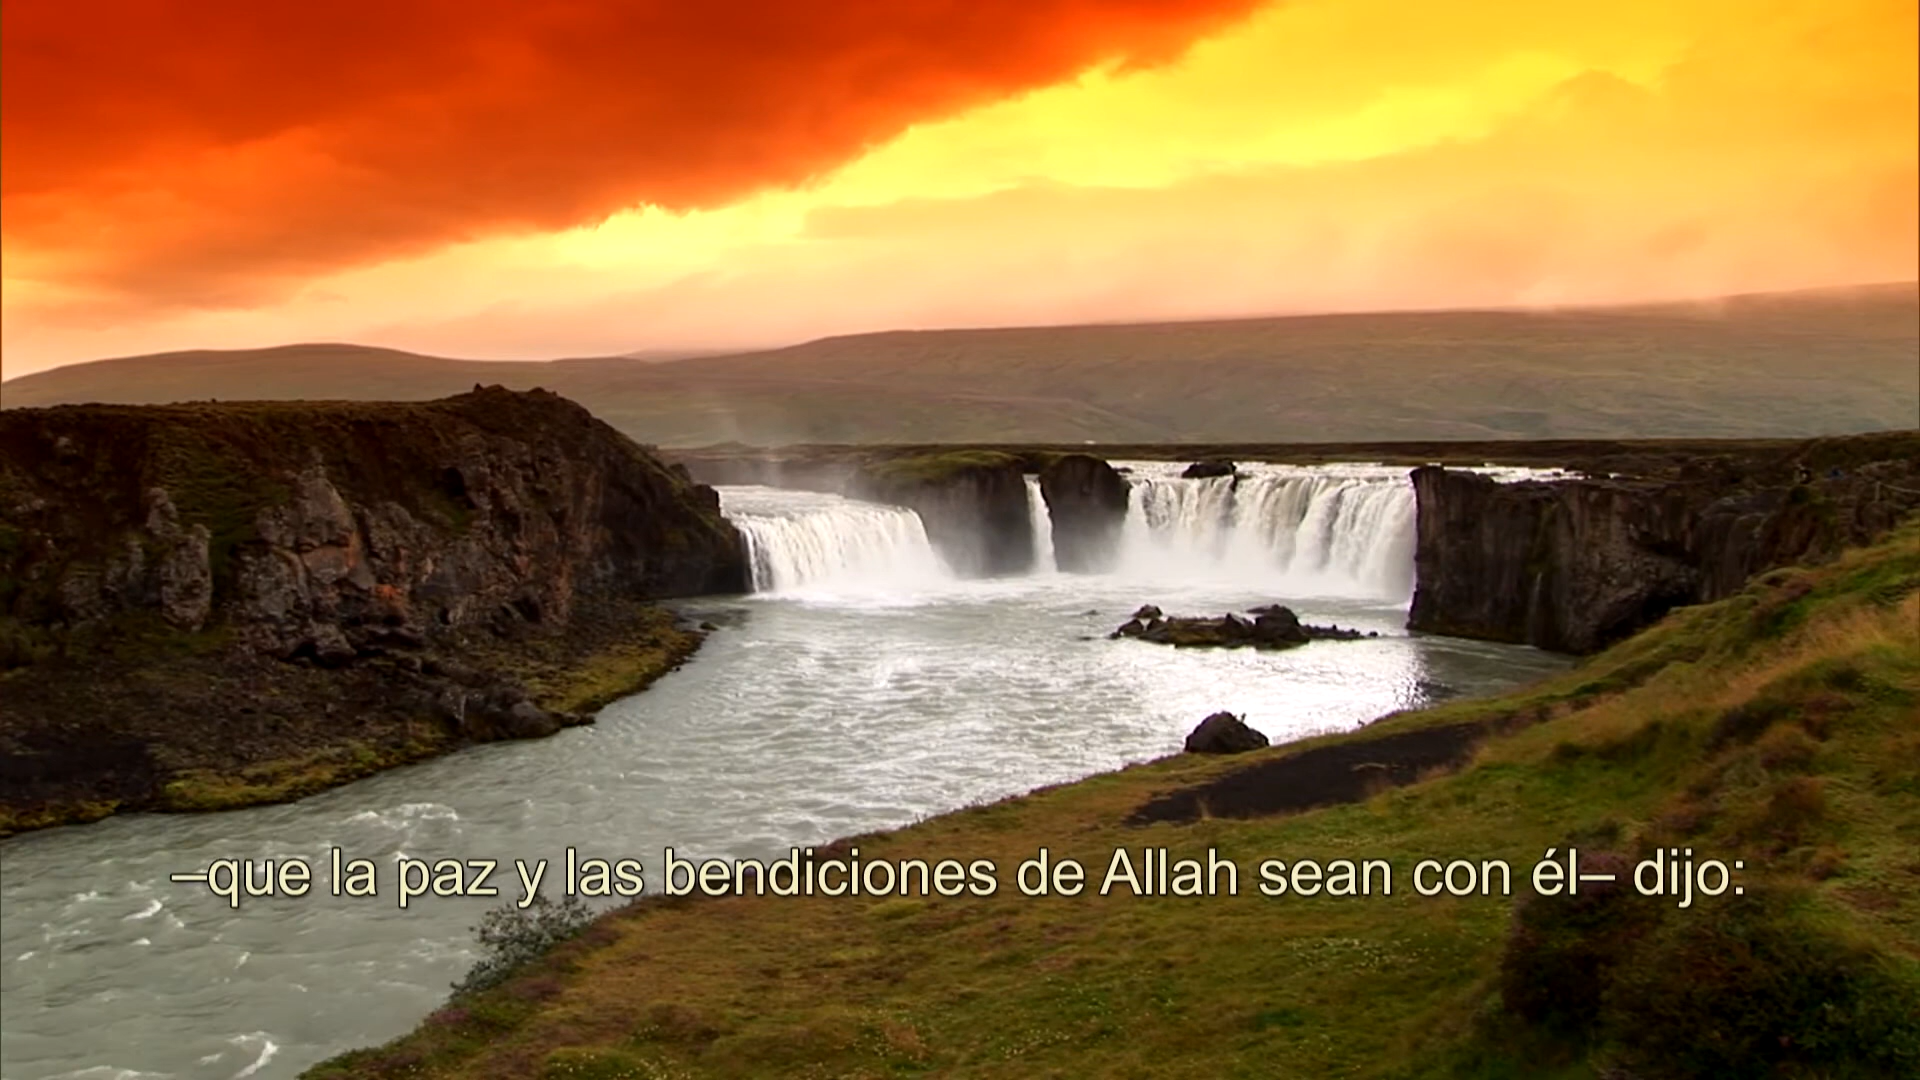 –que la paz y las bendiciones de Allah sean con él– dijo: